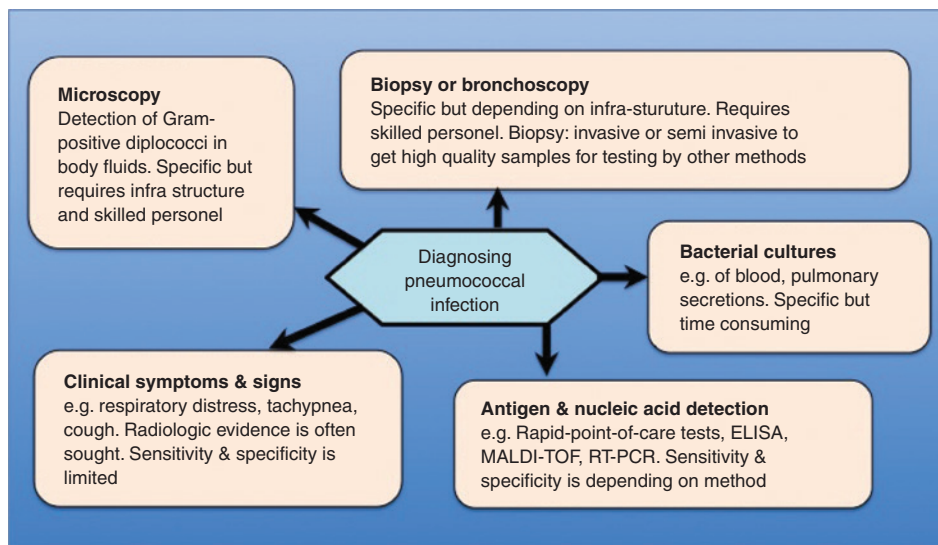 Microscopy
Detection of Gram-
positive diplococci in
body fluids. Specific but
requires infra structure
and skilled personel
Biopsy or bronchoscopy
Specific but depending on infra-sturuture. Requires
skilled personel. Biopsy: invasive or semi invasive to
get high quality samples for testing by other methods
Diagnosing
pneumococcal
infection
Bacterial cultures
e.g. of blood, pulmonary
secretions. Specific but
time consuming
Clinical symptoms & signs
e.g. respiratory distress, tachypnea,
cough. Radiologic evidence is often
sought. Sensitivity & specificity is
limited
Antigen & nucleic acid detection
e.g. Rapid-point-of-care tests, ELISA,
MALDI-TOF, RT-PCR. Sensitivity &
specificity is depending on method